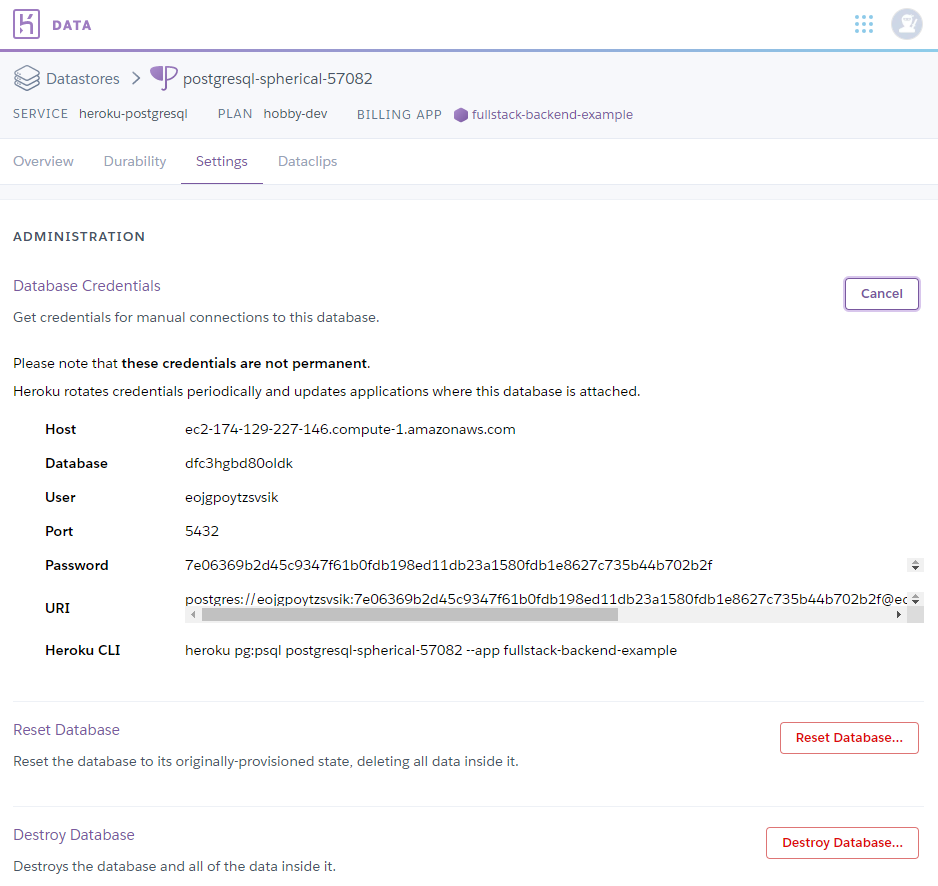 DATA
Datastores > postgresql-spherical-57082
SERVICE heroku-postgresql PLAN hobby-dev BILLING APP fullstack-backend-example
Overview Durability Settings Dataclips
ADMINISTRATION
Database Credentials
Cancel
Get credentials for manual connections to this database.
Please note that these credentials are not permanent.
Heroku rotates credentials periodically and updates applications where this database is attached.
Host ec2-174-129-227-146.compute-1.amazonaws.com
Database dfc3hgbd80oldk
User eojgpoytzsvsik
Port 5432
Password 7e06369b2d45c9347f61b0fdb198ed11db23a1580fdb1e8627c735b44b702b2f
URI postgres://eojgpoytzsvsik:7e06369b2d45c9347f61b0fdb198ed11db23a1580fdb1e8627c735b44b702b2f@ec
Heroku CLI heroku pg:psql postgresql-spherical-57082 --app fullstack-backend-example
Reset Database
Reset Database...
Reset the database to its originally-provisioned state, deleting all data inside it.
Destroy Database
Destroy Database...
Destroys the database and all of the data inside it.